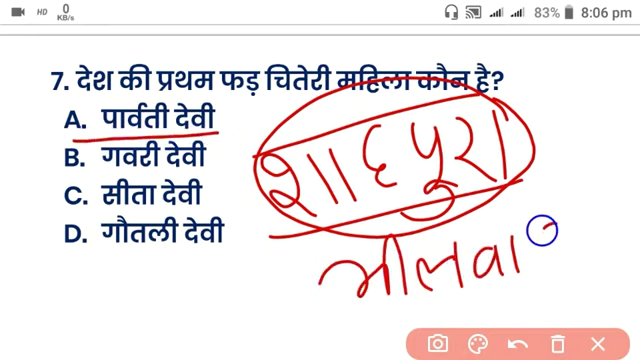 HD 0 KB/s 83% 8:06 pm
7. देश की प्रथम फड़ चितेरी महिला कौन है?
A. पार्वती देवी
B. गवरी देवी
C. सीता देवी
D. गौतली देवी
शाहपुरा
भीलवा